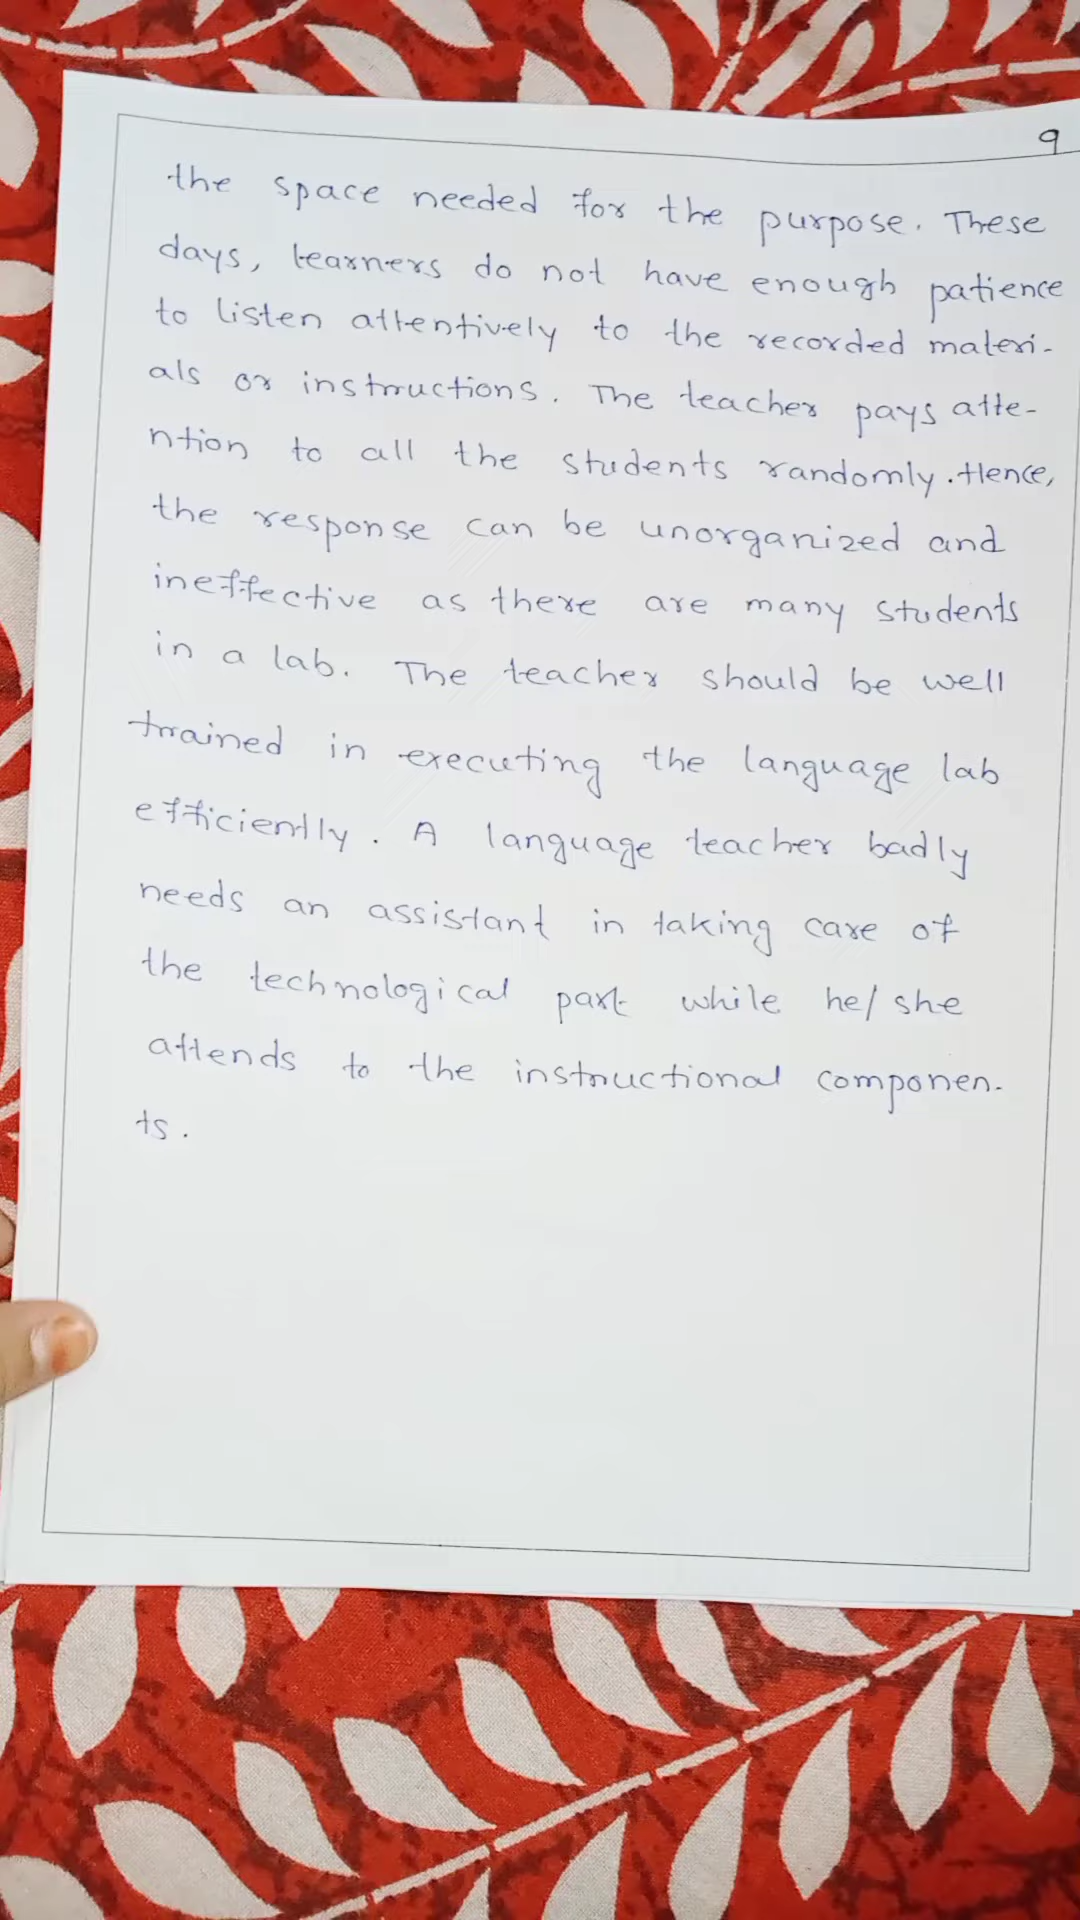 9
the space needed for the purpose. These
days, learners do not have enough patience
to listen attentively to the recorded materi-
als or instructions. The teacher pays atte-
ntion to all the students randomly. Hence,
the response can be unorganized and
ineffective as there are many students
in a lab. The teacher should be well
trained in executing the language lab
efficiently. A language teacher badly
needs an assistant in taking care of
the technological part while he/she
attends to the instructional componen-
ts.